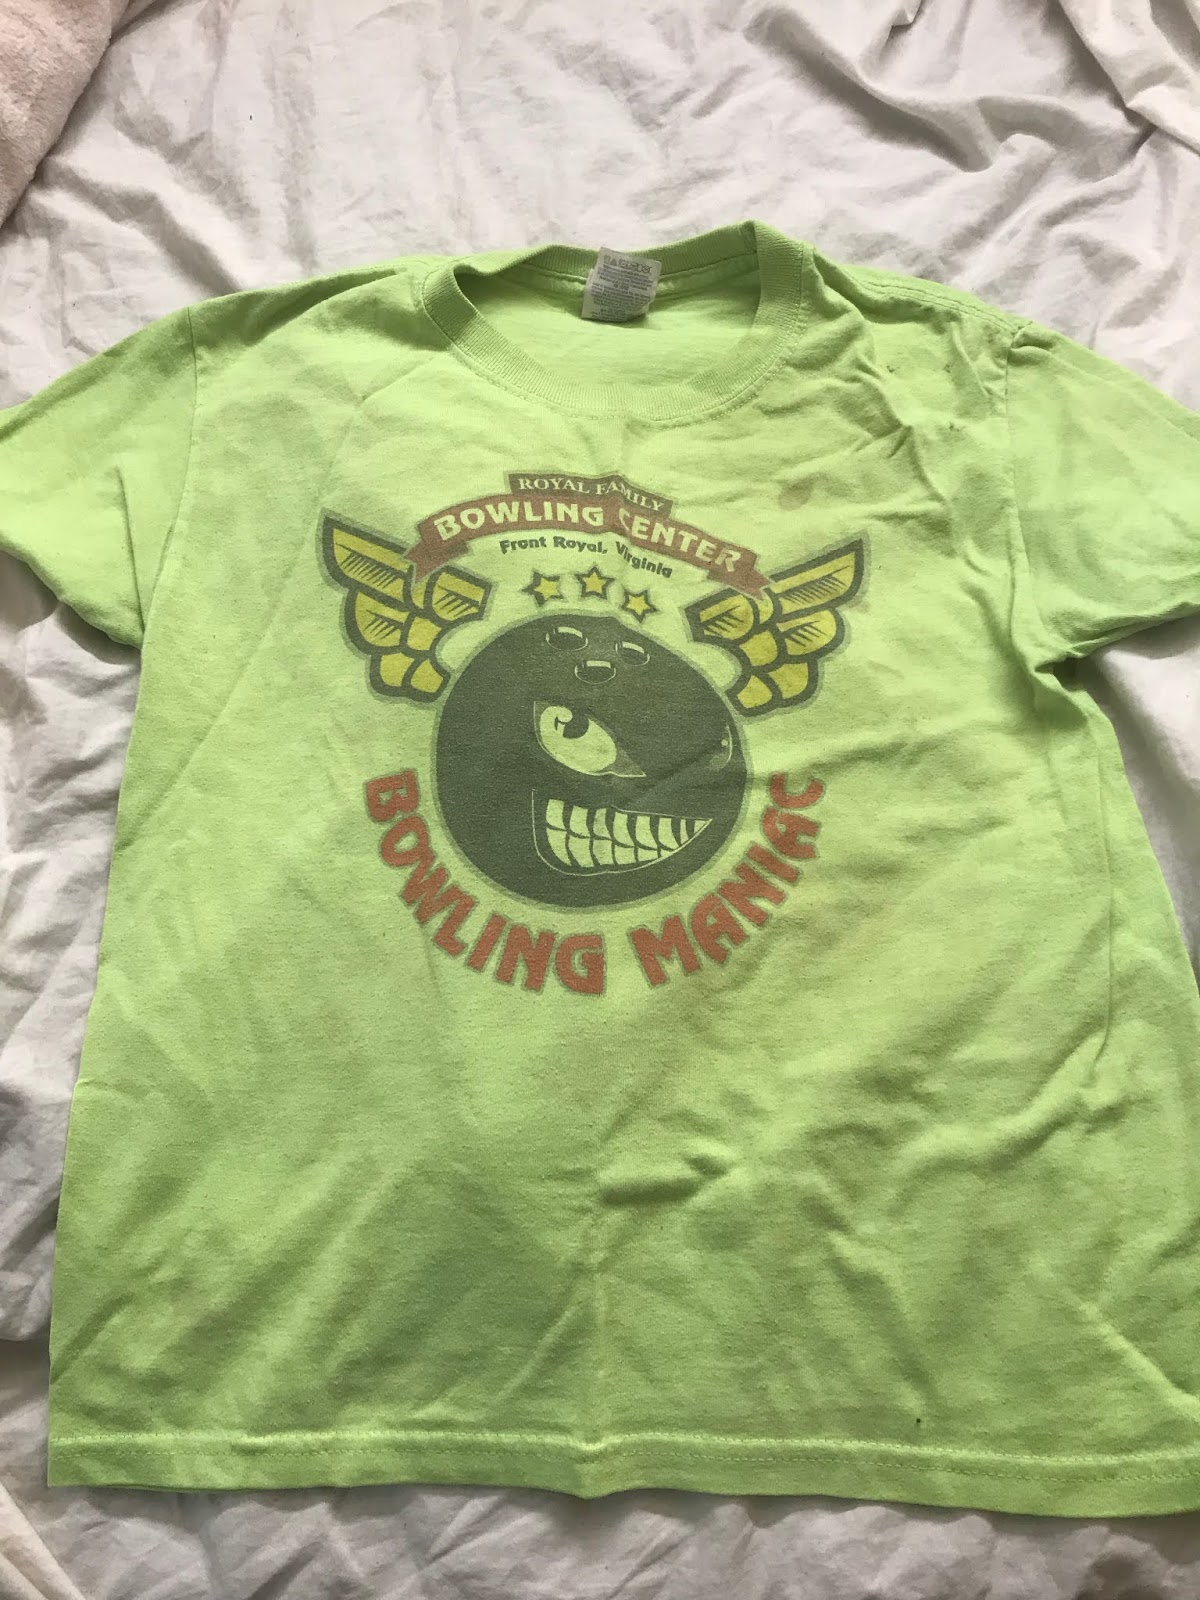 ROYAL FAMILY
BOWLING CENTER
Front Royal, Virginia
BOWLING MANIAC